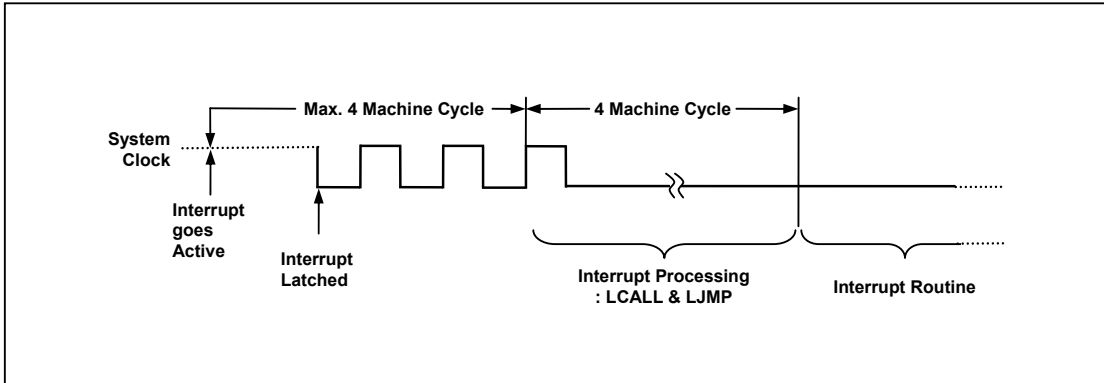 Max. 4 Machine Cycle
4 Machine Cycle
System
Clock
Interrupt
goes
Active
Interrupt
Latched
Interrupt Processing
: LCALL & LJMP
Interrupt Routine